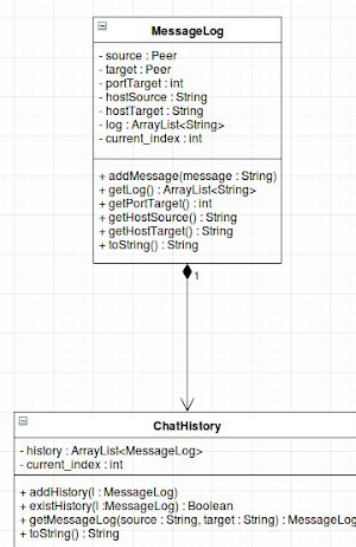 MessageLog
- source : Peer
- target : Peer
- portTarget : int
- hostSource : String
- hostTarget : String
- log : ArrayList<String>
- current_index : int
+ addMessage(message : String)
+ getLog() : ArrayList<String>
+ getPortTarget() : int
+ getHostSource() : String
+ getHostTarget() : String
+ toString() : String
1
ChatHistory
- history : ArrayList<MessageLog>
- current_index : int
+ addHistory(l : MessageLog)
+ existHistory(l :MessageLog) : Boolean
+ getMessageLog(source : String, target : String) : MessageLog
+ toString() : String